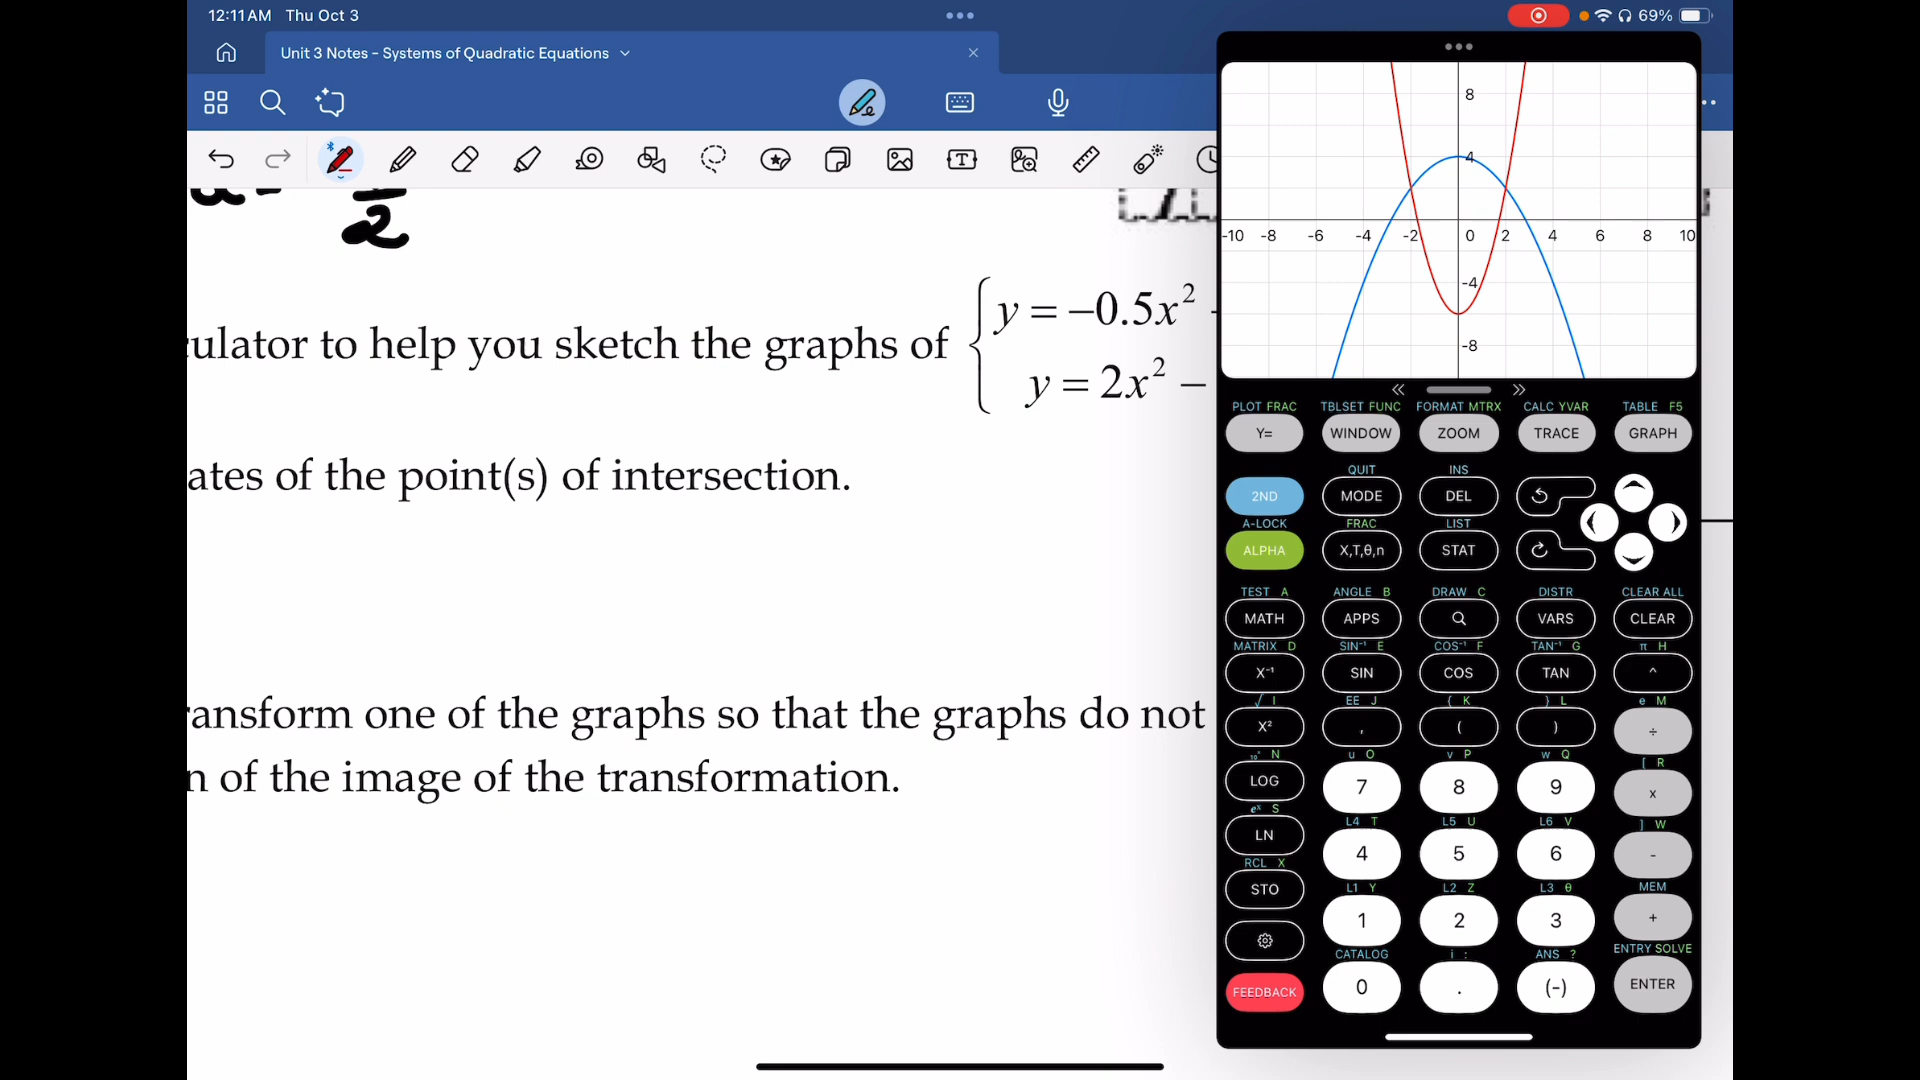 12:11 AM Thu Oct 3
69%
Unit 3 Notes - Systems of Quadratic Equations
2
culator to help you sketch the graphs of
y = −0.5x²
y = 2x² −
ates of the point(s) of intersection.
ansform one of the graphs so that the graphs do not
n of the image of the transformation.
8
4
-10 -8 -6 -4 -2 0 2 4 6 8 10
-4
-8
PLOT FRAC TBLSET FUNC FORMAT MTRX CALC YVAR TABLE F5
Y= WINDOW ZOOM TRACE GRAPH
QUIT INS
2ND MODE DEL
A-LOCK FRAC LIST
ALPHA X,T,θ,n STAT
TEST A ANGLE B DRAW C DISTR CLEAR ALL
MATH APPS VARS CLEAR
MATRIX D SIN⁻¹ E COS⁻¹ F TAN⁻¹ G π H
X⁻¹ SIN COS TAN ^
√ I EE J { K } L e M
X² , ( ) ÷
10ˣ N u O v P w Q [ R
LOG 7 8 9 x
eˣ S L4 T L5 U L6 V ] W
LN 4 5 6 -
RCL X L1 Y L2 Z L3 θ MEM
STO 1 2 3 +
CATALOG i : ANS ? ENTRY SOLVE
FEEDBACK 0 . (-) ENTER